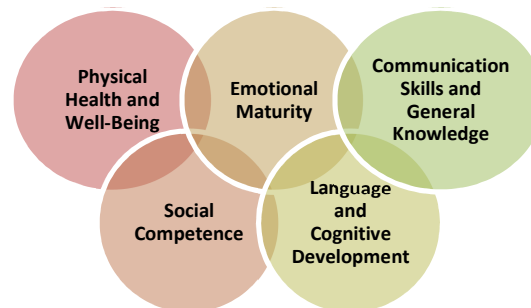 Physical
Health and
Well-Being
Emotional
Maturity
Communication
Skills and
General
Knowledge
Social
Competence
Language
and
Cognitive
Development